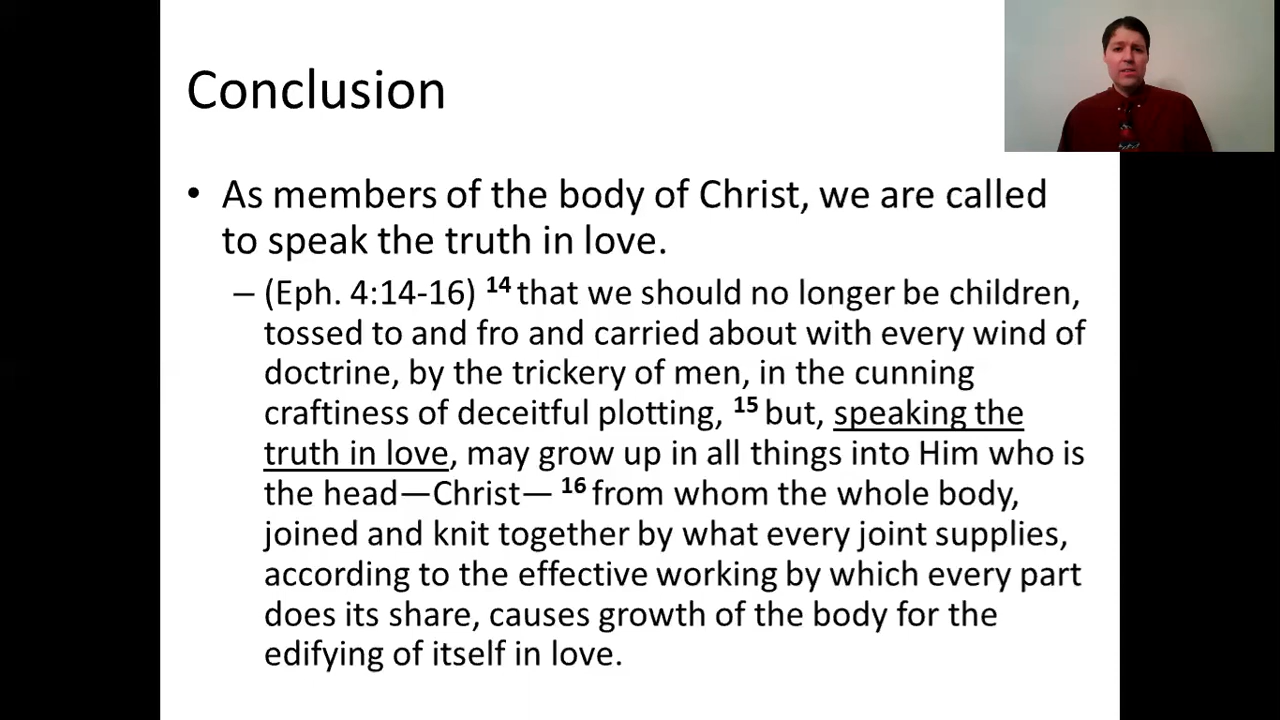 Conclusion
• As members of the body of Christ, we are called
to speak the truth in love.
– (Eph. 4:14-16) 14 that we should no longer be children,
tossed to and fro and carried about with every wind of
doctrine, by the trickery of men, in the cunning
craftiness of deceitful plotting, 15 but, speaking the
truth in love, may grow up in all things into Him who is
the head—Christ— 16 from whom the whole body,
joined and knit together by what every joint supplies,
according to the effective working by which every part
does its share, causes growth of the body for the
edifying of itself in love.